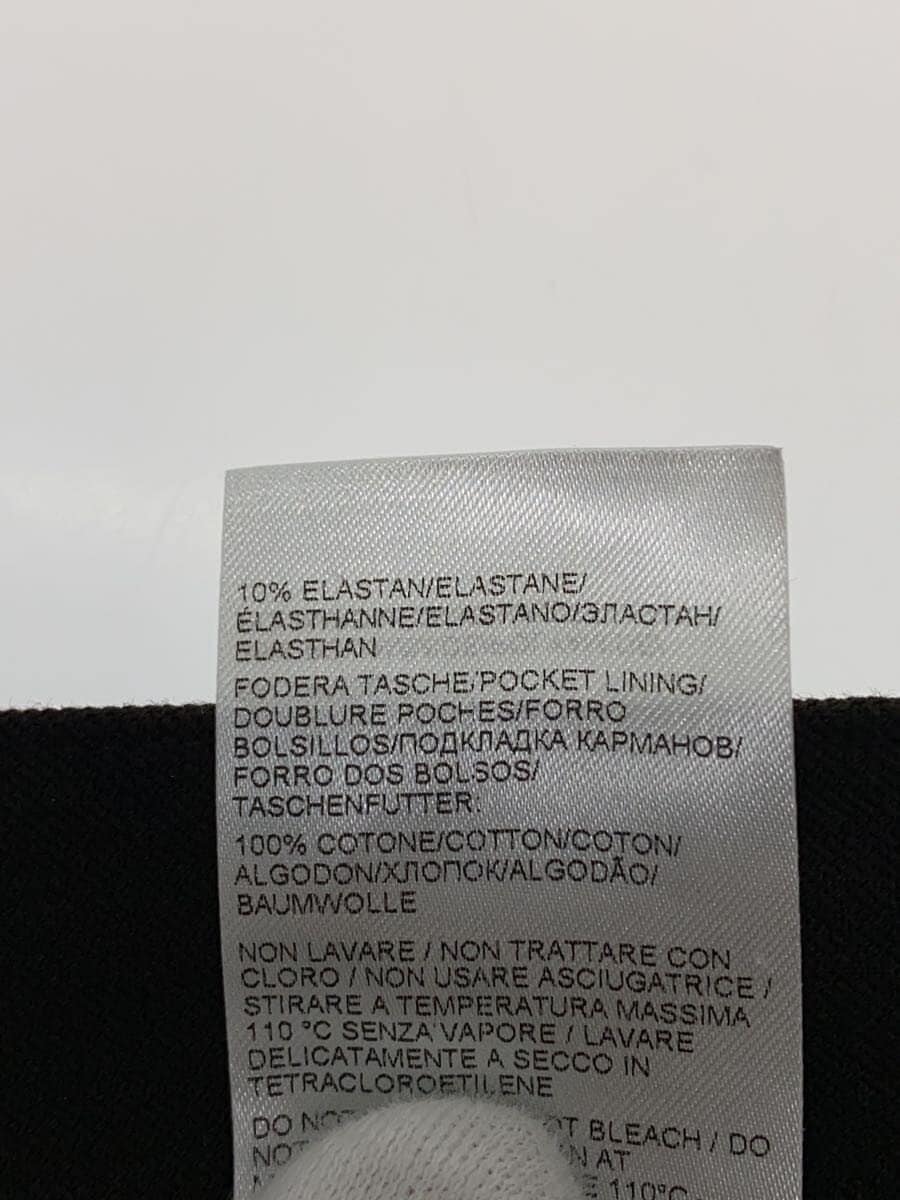 10% ELASTAN/ELASTANE/
ÉLASTHANNE/ELASTANO/ЭЛАСТАН/
ELASTHAN
FODERA TASCHE/POCKET LINING/
DOUBLURE POCHES/FORRO
BOLSILLOS/ПОДКЛАДКА КАРМАНОВ/
FORRO DOS BOLSOS/
TASCHENFUTTER:
100% COTONE/COTTON/COTON/
ALGODON/ХЛОПОК/ALGODÃO/
BAUMWOLLE
NON LAVARE / NON TRATTARE CON
CLORO / NON USARE ASCIUGATRICE /
STIRARE A TEMPERATURA MASSIMA
110 °C SENZA VAPORE / LAVARE
DELICATAMENTE A SECCO IN
TETRACLOROETILENE
DO BLEACH / DO
AT
110°C